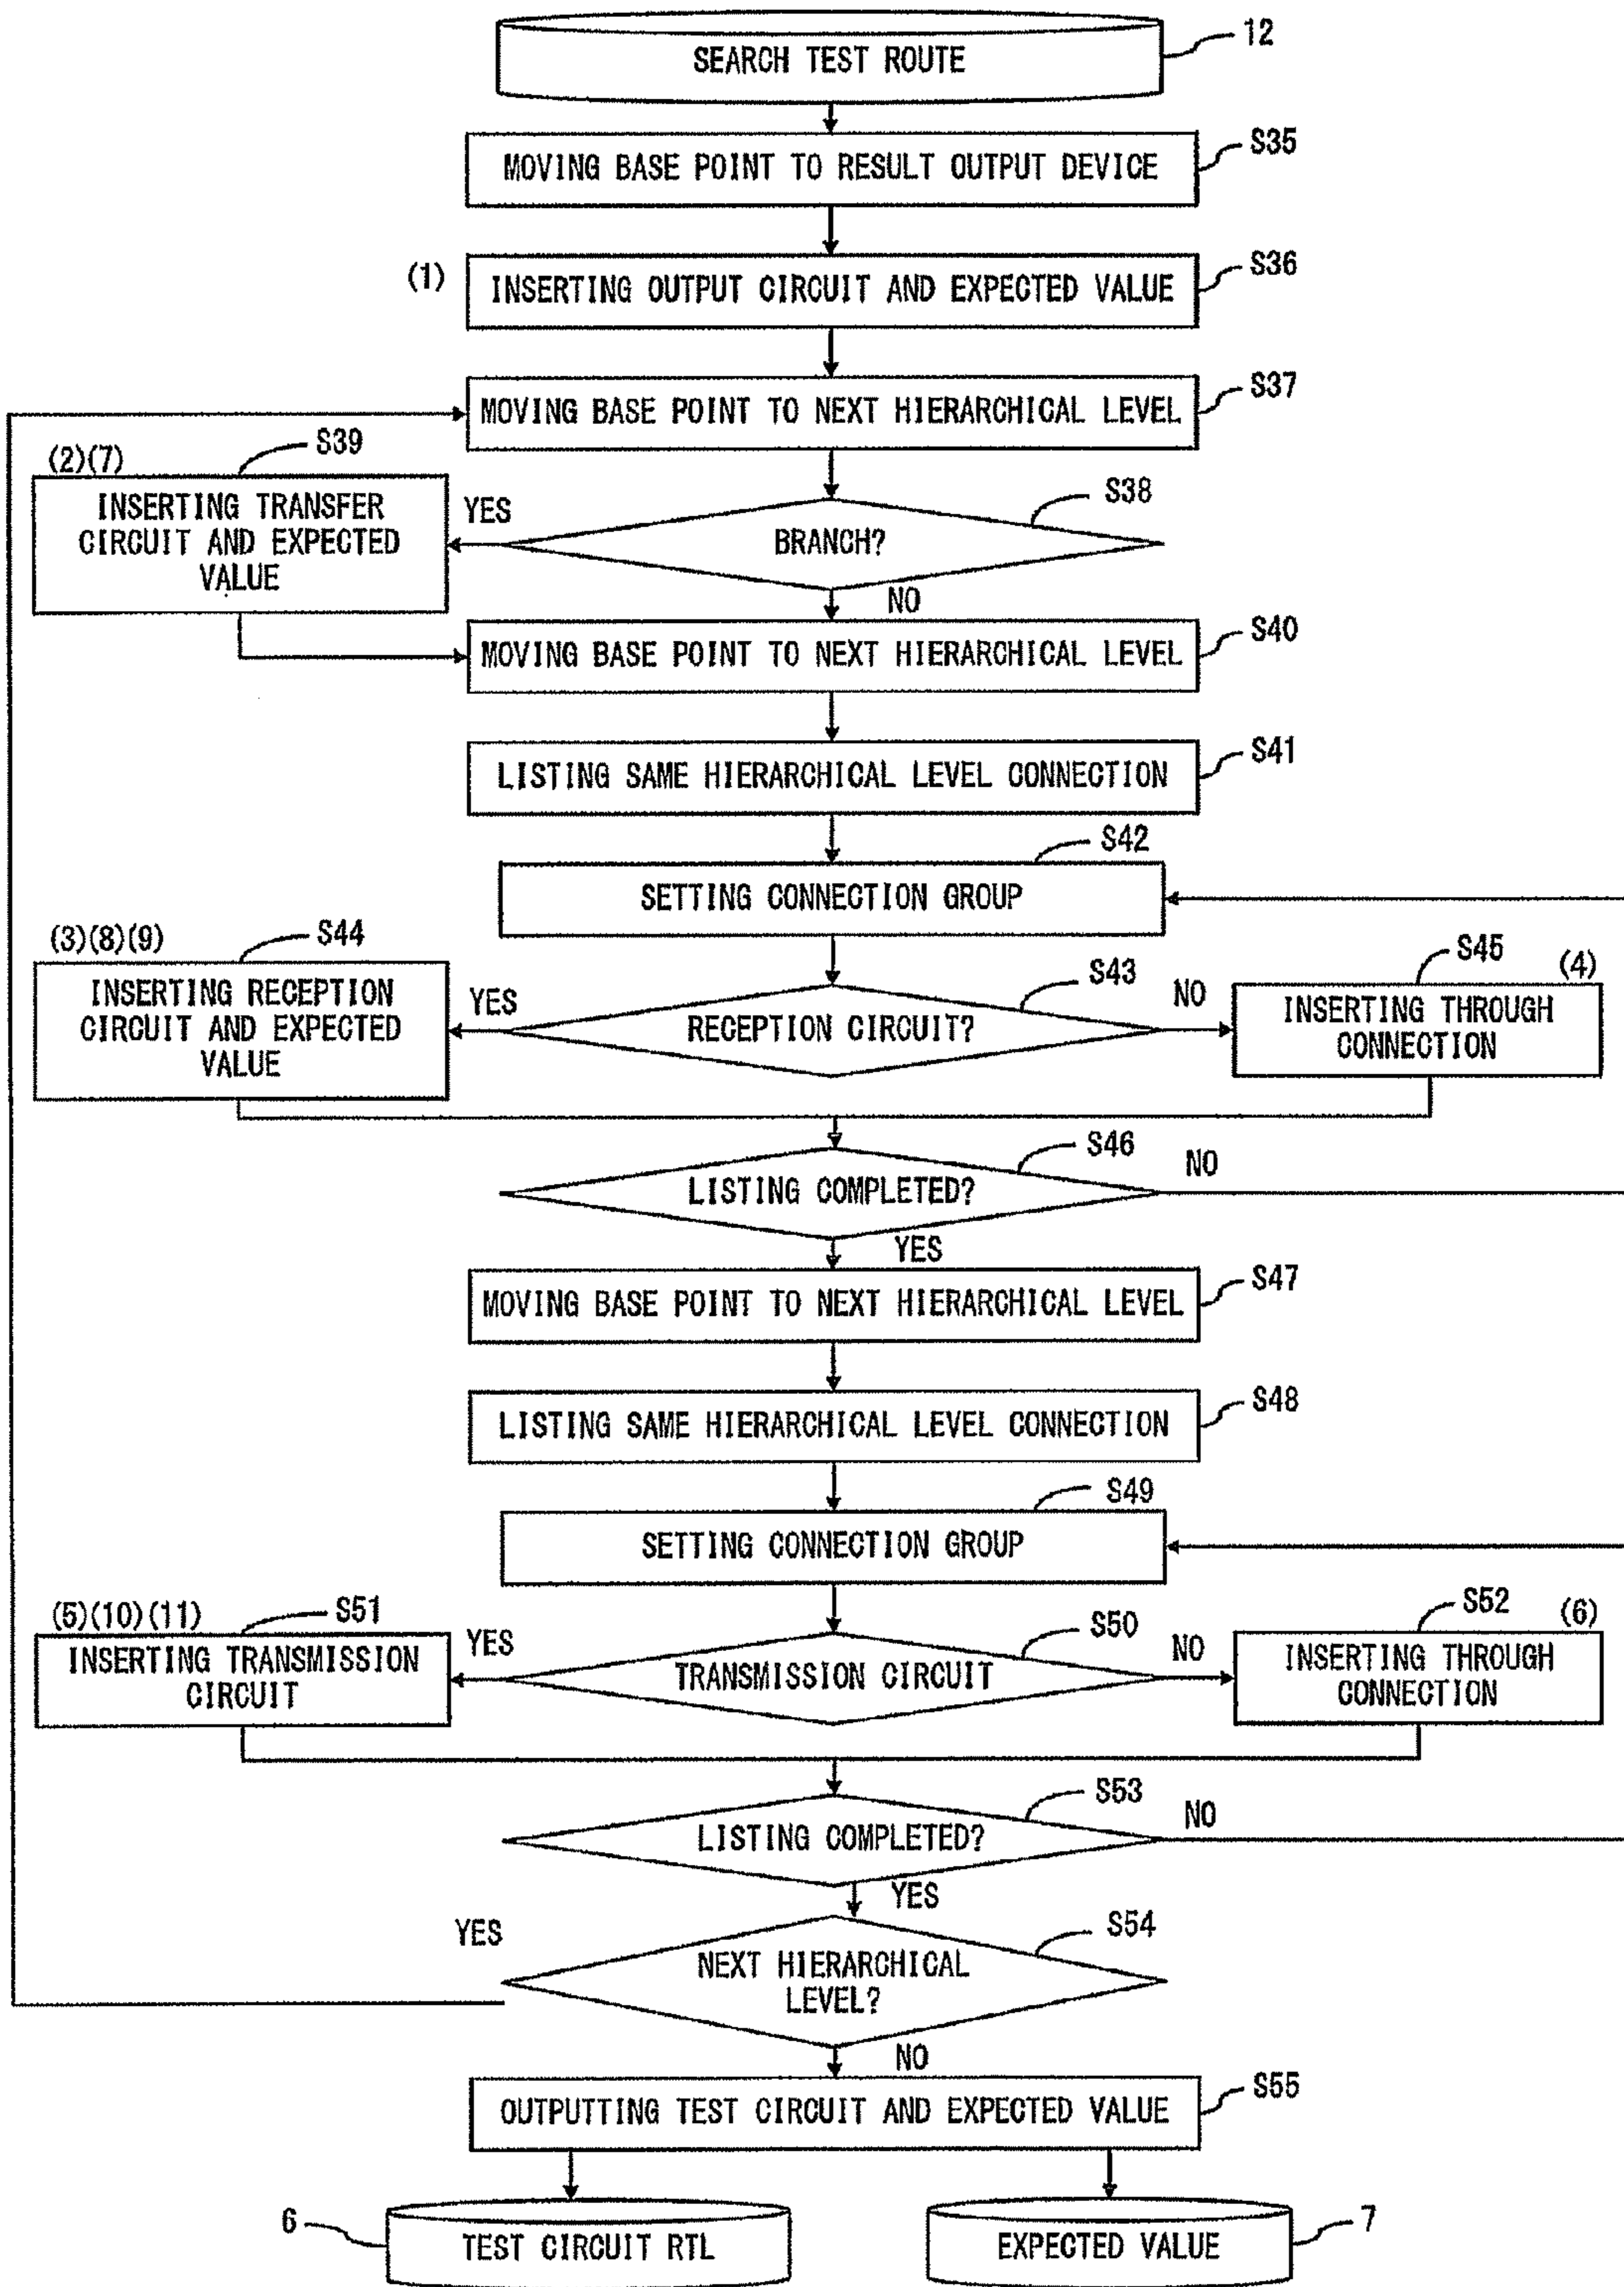 12
SEARCH TEST ROUTE
S35
MOVING BASE POINT TO RESULT OUTPUT DEVICE
(1)
S36
INSERTING OUTPUT CIRCUIT AND EXPECTED VALUE
S37
MOVING BASE POINT TO NEXT HIERARCHICAL LEVEL
(2)(7)
S39
INSERTING TRANSFER
CIRCUIT AND EXPECTED
VALUE
YES
S38
BRANCH?
NO
S40
MOVING BASE POINT TO NEXT HIERARCHICAL LEVEL
S41
LISTING SAME HIERARCHICAL LEVEL CONNECTION
S42
SETTING CONNECTION GROUP
(3)(8)(9)
S44
INSERTING RECEPTION
CIRCUIT AND EXPECTED
VALUE
YES
S43
RECEPTION CIRCUIT?
NO
S45
(4)
INSERTING THROUGH
CONNECTION
S46
LISTING COMPLETED?
NO
YES
S47
MOVING BASE POINT TO NEXT HIERARCHICAL LEVEL
S48
LISTING SAME HIERARCHICAL LEVEL CONNECTION
S49
SETTING CONNECTION GROUP
(5)(10)(11)
S51
INSERTING TRANSMISSION
CIRCUIT
YES
S50
TRANSMISSION CIRCUIT
NO
S52
(6)
INSERTING THROUGH
CONNECTION
S53
LISTING COMPLETED?
NO
YES
YES
S54
NEXT HIERARCHICAL
LEVEL?
NO
S55
OUTPUTTING TEST CIRCUIT AND EXPECTED VALUE
6
TEST CIRCUIT RTL
EXPECTED VALUE
7